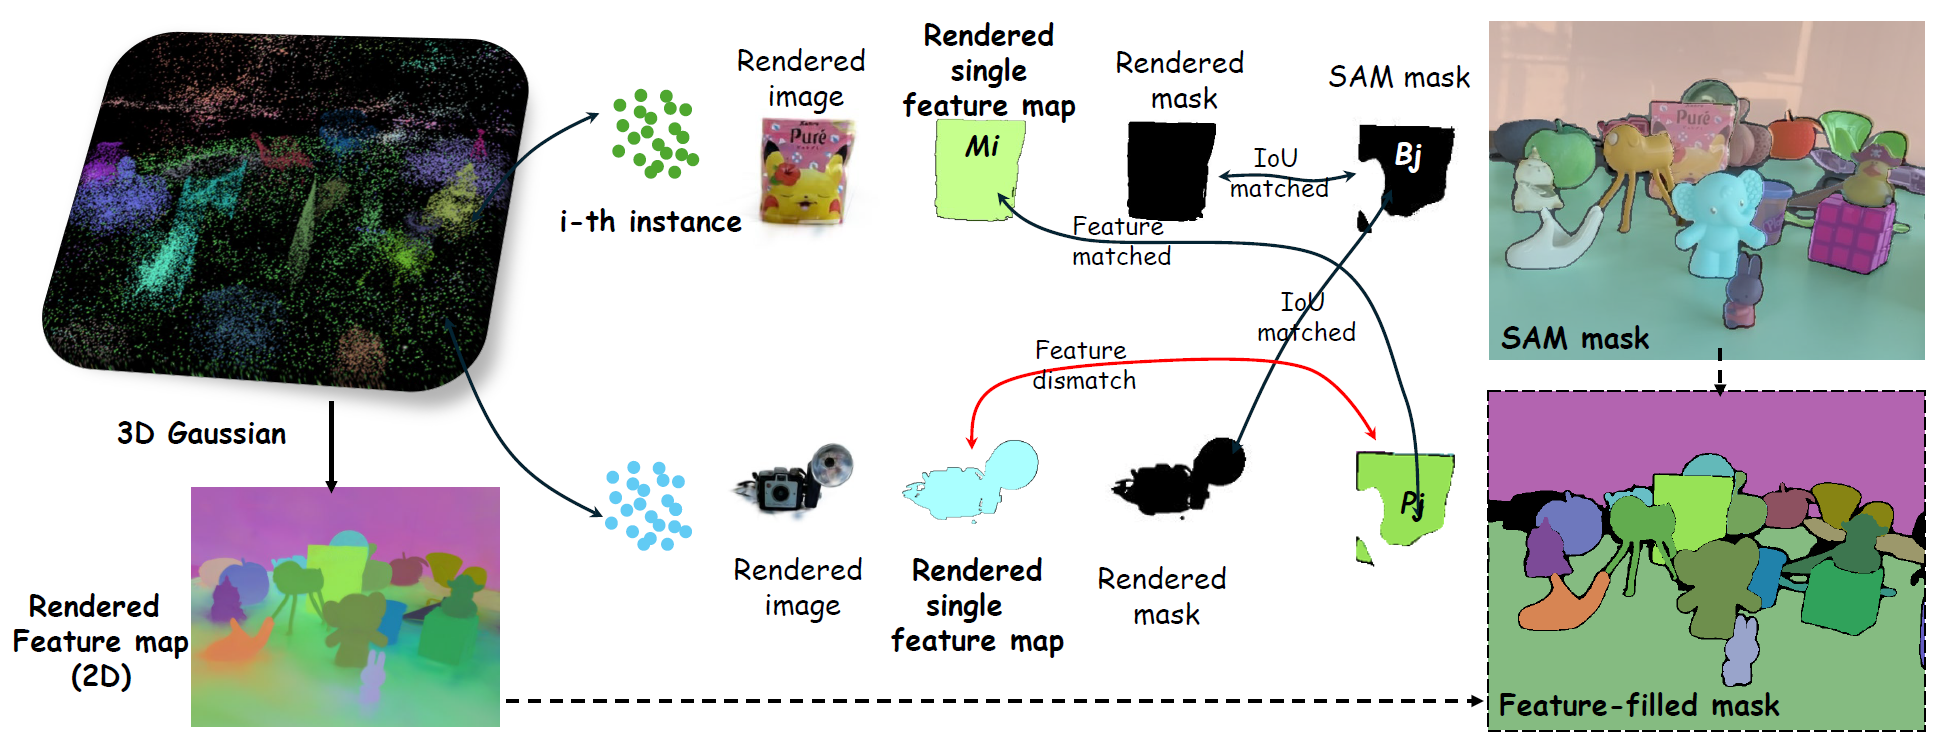 Rendered
image
Rendered
single
feature map
Rendered
mask
SAM mask
Puré
Mi
Bj
IoU
matched
i-th instance
Feature
matched
SAM mask
IoU
matched
Feature
dismatch
3D Gaussian
Pj
Rendered
image
Rendered
single
feature map
Rendered
mask
Rendered
Feature map
(2D)
Feature-filled mask